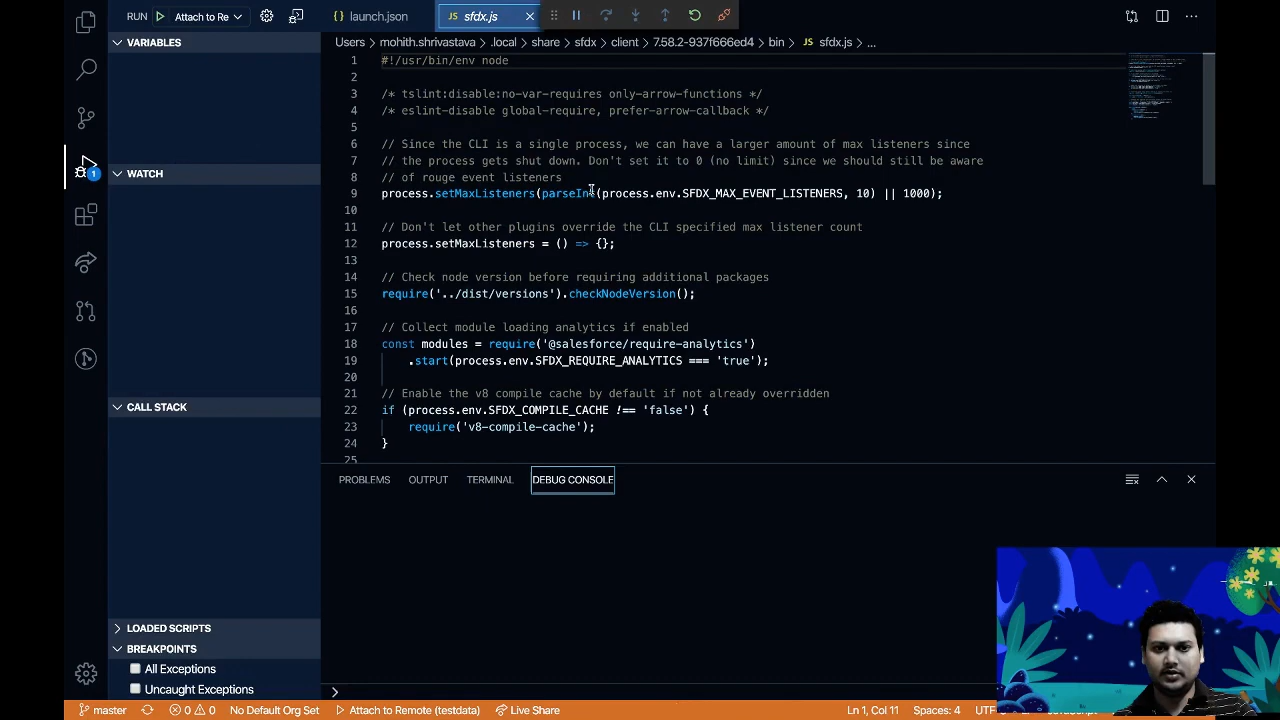 RUN Attach to Re launch.json sfdx.js
Users mohith.shrivastava .local share sfdx client 7.58.2-937f666ed4 bin sfdx.js ...
VARIABLES
WATCH
CALL STACK
LOADED SCRIPTS
BREAKPOINTS
All Exceptions
Uncaught Exceptions
1 #!/usr/bin/env node
2
3 /* tslint:disable:no-var-requires only-arrow-functions */
4 /* eslint-disable global-require, prefer-arrow-callback */
5
6 // Since the CLI is a single process, we can have a larger amount of max listeners since
7 // the process gets shut down. Don't set it to 0 (no limit) since we should still be aware
8 // of rouge event listeners
9 process.setMaxListeners(parseInt(process.env.SFDX_MAX_EVENT_LISTENERS, 10) || 1000);
10
11 // Don't let other plugins override the CLI specified max listener count
12 process.setMaxListeners = () => {};
13
14 // Check node version before requiring additional packages
15 require('../dist/versions').checkNodeVersion();
16
17 // Collect module loading analytics if enabled
18 const modules = require('@salesforce/require-analytics')
19 .start(process.env.SFDX_REQUIRE_ANALYTICS === 'true');
20
21 // Enable the v8 compile cache by default if not already overridden
22 if (process.env.SFDX_COMPILE_CACHE !== 'false') {
23 require('v8-compile-cache');
24 }
25
PROBLEMS OUTPUT TERMINAL DEBUG CONSOLE
1
master 0 0 No Default Org Set Attach to Remote (testdata) Live Share Ln 1, Col 11 Spaces: 4